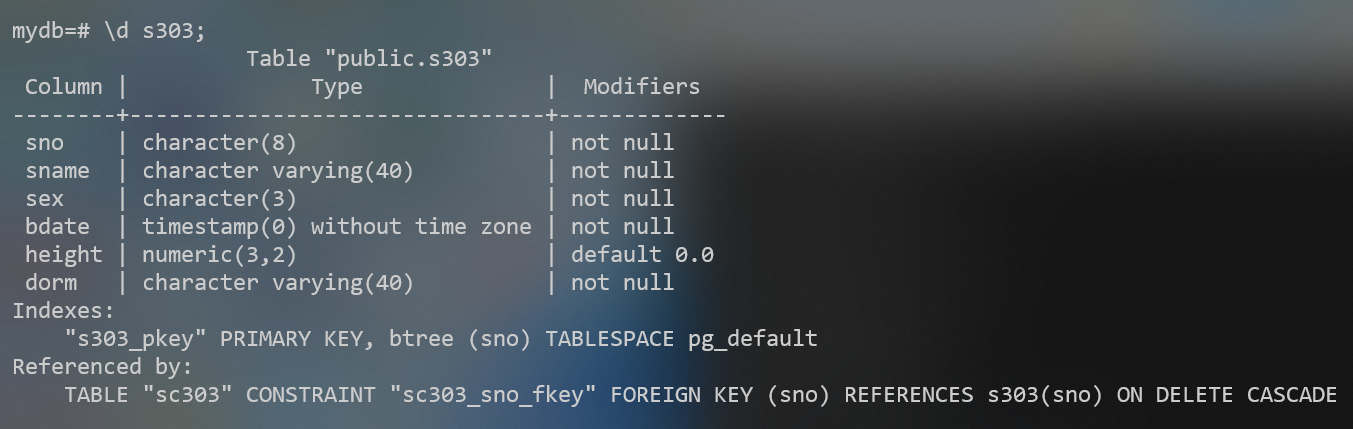 mydb=# \d s303;
                  Table "public.s303"
 Column |              Type              |  Modifiers
--------+--------------------------------+-------------
 sno    | character(8)                   | not null
 sname  | character varying(40)          | not null
 sex    | character(3)                   | not null
 bdate  | timestamp(0) without time zone | not null
 height | numeric(3,2)                   | default 0.0
 dorm   | character varying(40)          | not null
Indexes:
    "s303_pkey" PRIMARY KEY, btree (sno) TABLESPACE pg_default
Referenced by:
    TABLE "sc303" CONSTRAINT "sc303_sno_fkey" FOREIGN KEY (sno) REFERENCES s303(sno) ON DELETE CASCADE